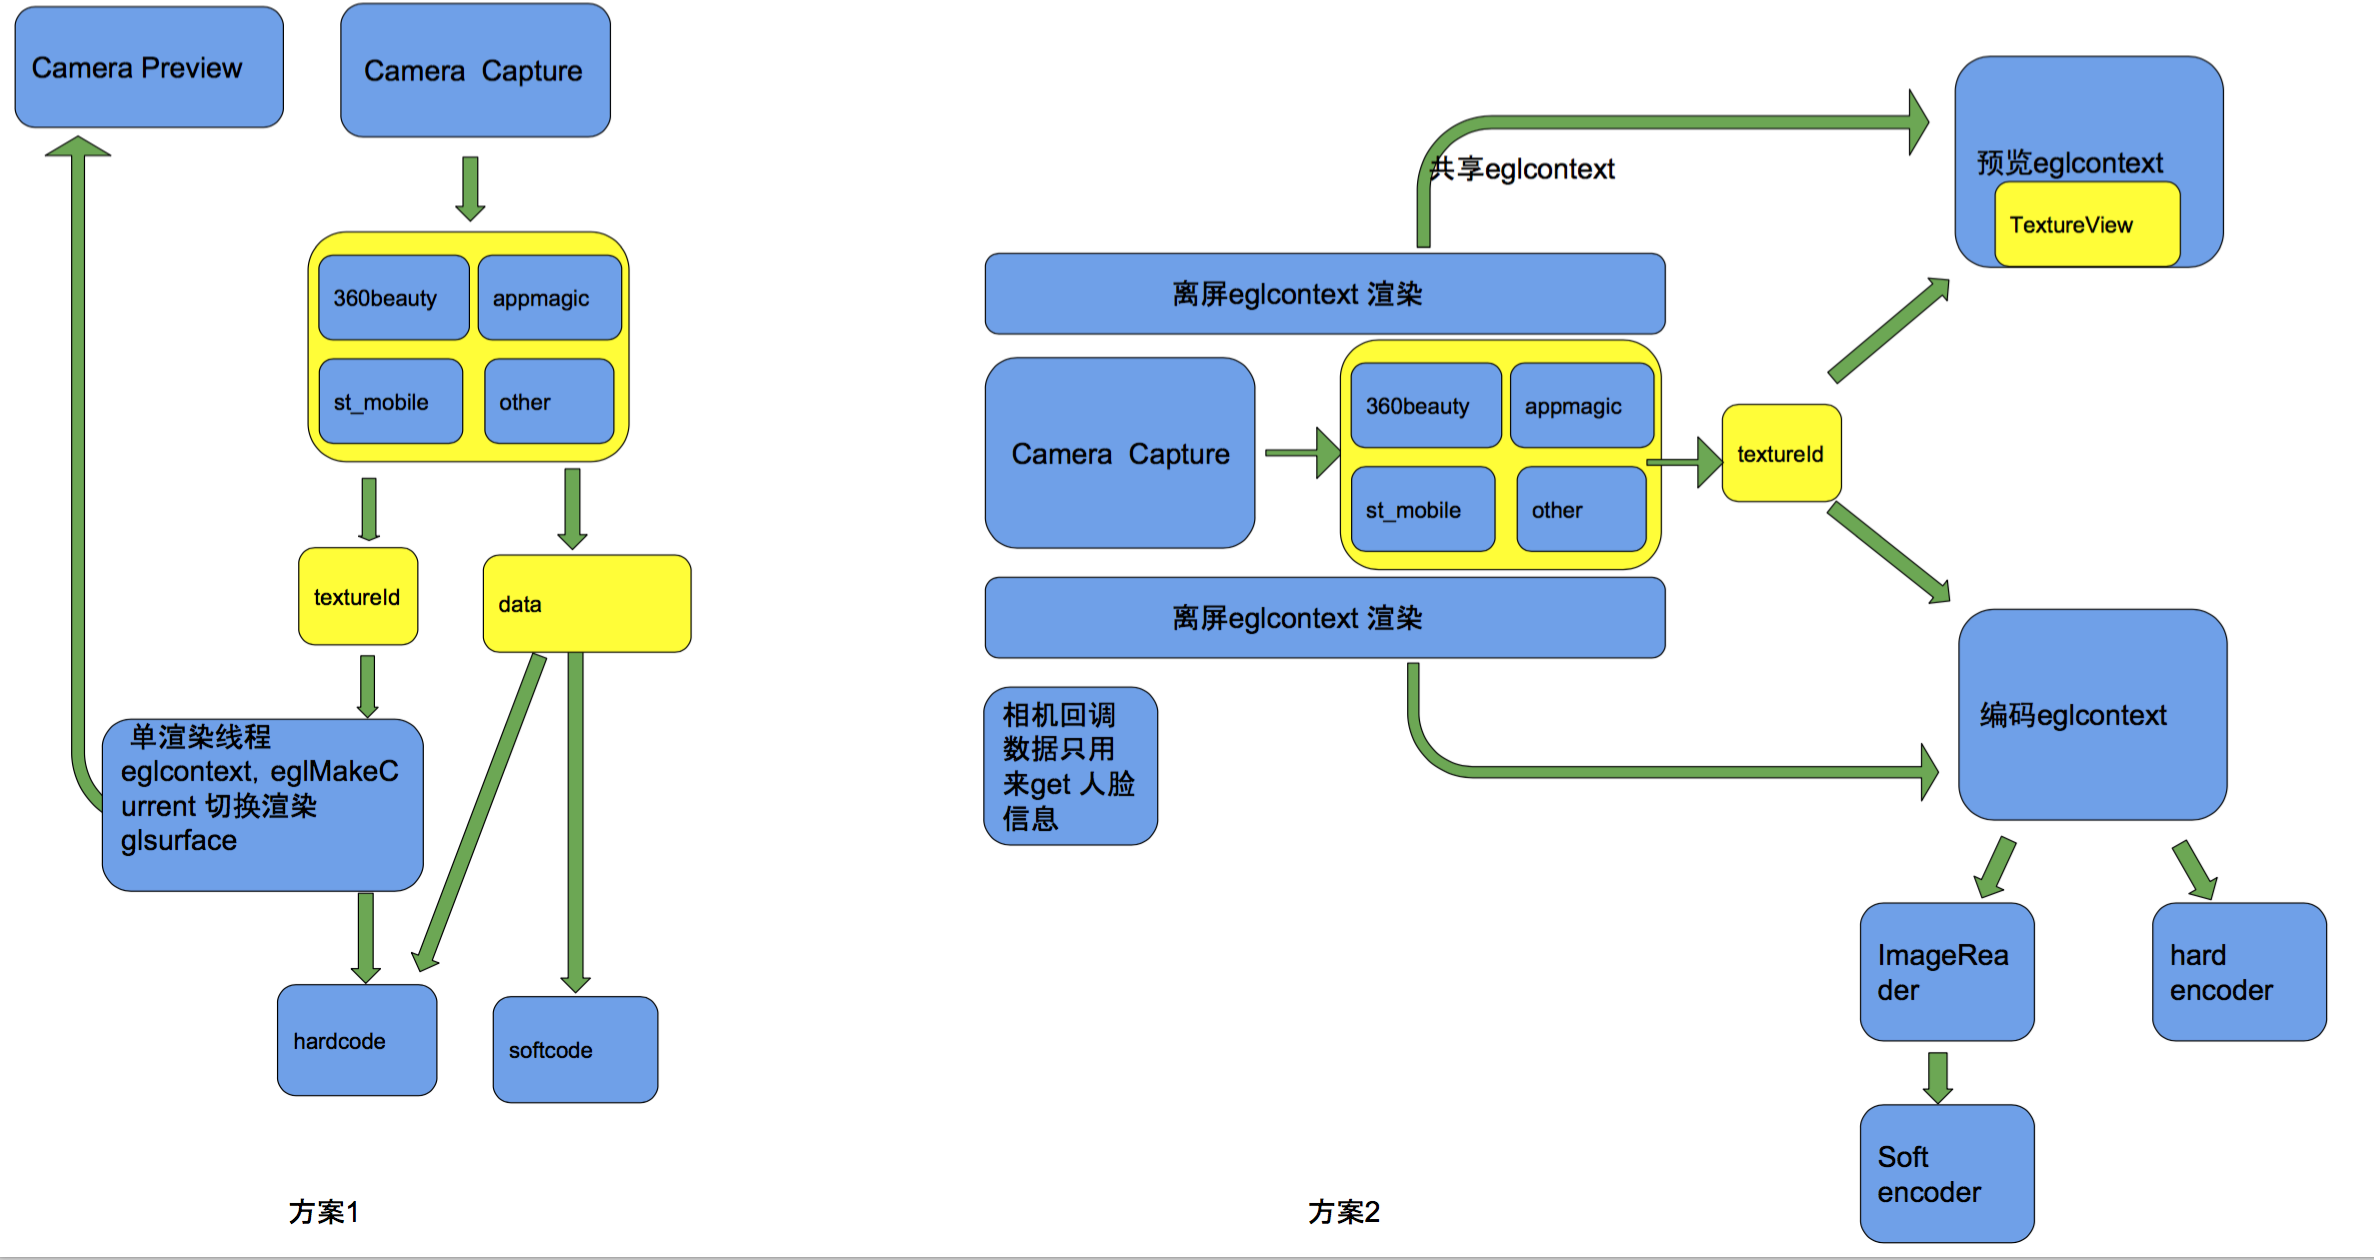 Camera Preview
Camera  Capture
360beauty
appmagic
st_mobile
other
textureId
data
单渲染线程
eglcontext, eglMakeC
urrent 切换渲染
glsurface
hardcode
softcode
方案1
共享eglcontext
预览eglcontext
TextureView
离屏eglcontext 渲染
Camera  Capture
360beauty
appmagic
st_mobile
other
textureId
离屏eglcontext 渲染
相机回调
数据只用
来get 人脸
信息
编码eglcontext
ImageRea
der
hard
encoder
Soft
encoder
方案2